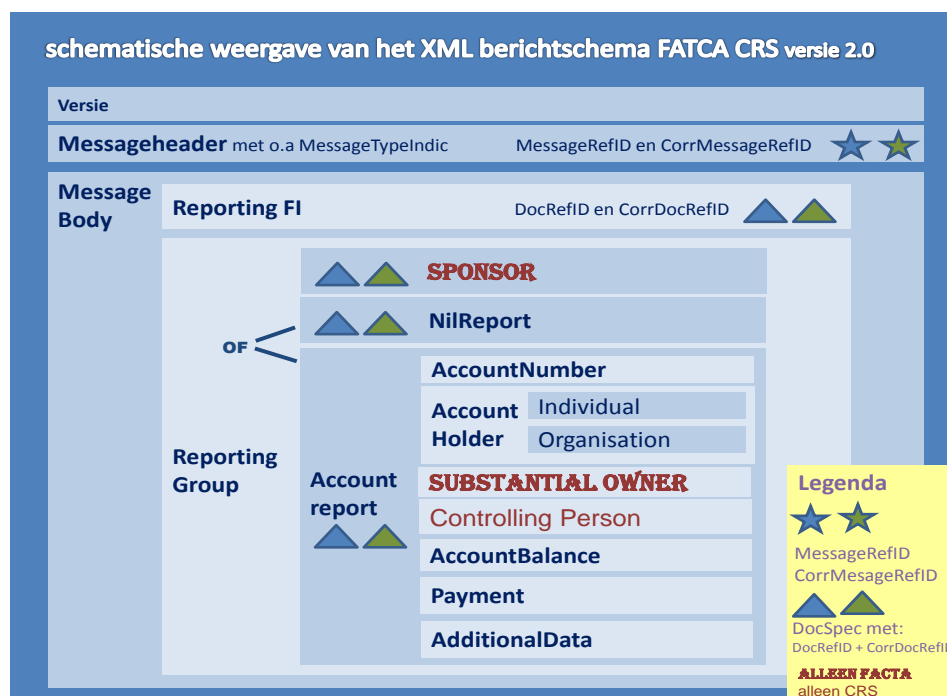 schematische weergave van het XML berichtschema FATCA CRS versie 2.0
Versie
Messageheader met o.a MessageTypeIndic MessageRefID en CorrMessageRefID
Message
Body
Reporting FI DocRefID en CorrDocRefID
SPONSOR
NilReport
OF
AccountNumber
Account
Holder
Individual
Organisation
Reporting
Group
Account
report
SUBSTANTIAL OWNER
Controlling Person
AccountBalance
Payment
AdditionalData
Legenda
MessageRefID
CorrMesageRefID
DocSpec met:
DocRefID + CorrDocRefI
ALLEEN FACTA
alleen CRS